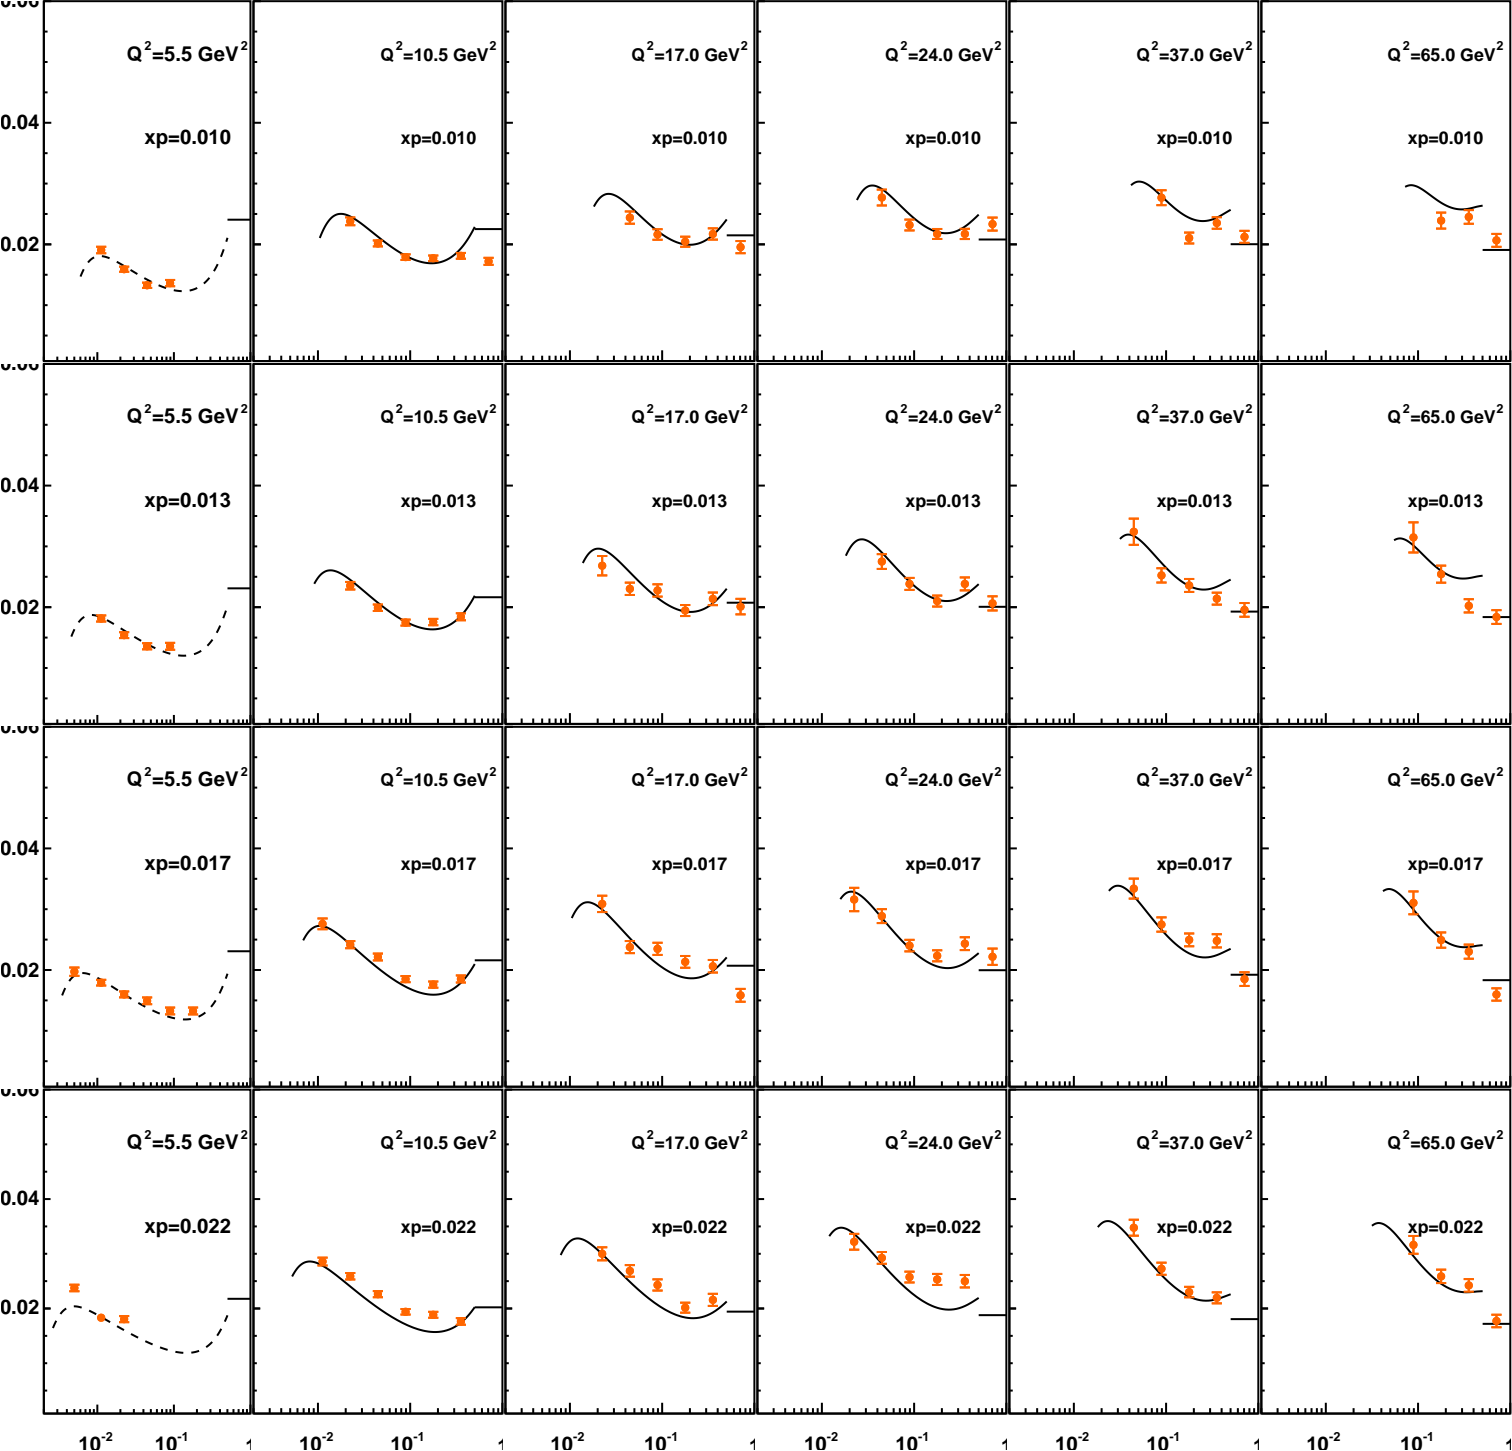 0.06
Q²=5.5 GeV² Q²=10.5 GeV² Q²=17.0 GeV² Q²=24.0 GeV² Q²=37.0 GeV² Q²=65.0 GeV²
0.04
xp=0.010 xp=0.010 xp=0.010 xp=0.010 xp=0.010 xp=0.010
0.02
0.06
Q²=5.5 GeV² Q²=10.5 GeV² Q²=17.0 GeV² Q²=24.0 GeV² Q²=37.0 GeV² Q²=65.0 GeV²
0.04
xp=0.013 xp=0.013 xp=0.013 xp=0.013 xp=0.013 xp=0.013
0.02
0.06
Q²=5.5 GeV² Q²=10.5 GeV² Q²=17.0 GeV² Q²=24.0 GeV² Q²=37.0 GeV² Q²=65.0 GeV²
0.04
xp=0.017 xp=0.017 xp=0.017 xp=0.017 xp=0.017 xp=0.017
0.02
0.06
Q²=5.5 GeV² Q²=10.5 GeV² Q²=17.0 GeV² Q²=24.0 GeV² Q²=37.0 GeV² Q²=65.0 GeV²
0.04
xp=0.022 xp=0.022 xp=0.022 xp=0.022 xp=0.022 xp=0.022
0.02
10⁻² 10⁻¹ 1 10⁻² 10⁻¹ 1 10⁻² 10⁻¹ 1 10⁻² 10⁻¹ 1 10⁻² 10⁻¹ 1 10⁻² 10⁻¹ 1